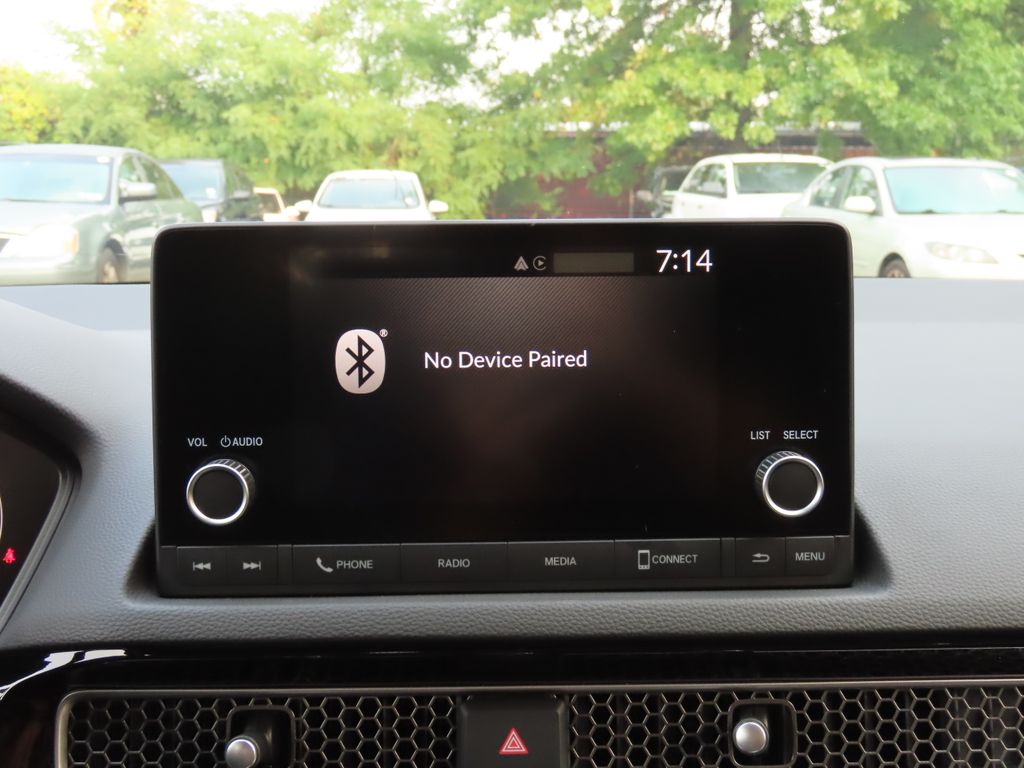 7:14
®
No Device Paired
VOL AUDIO
LIST SELECT
PHONE RADIO MEDIA CONNECT MENU